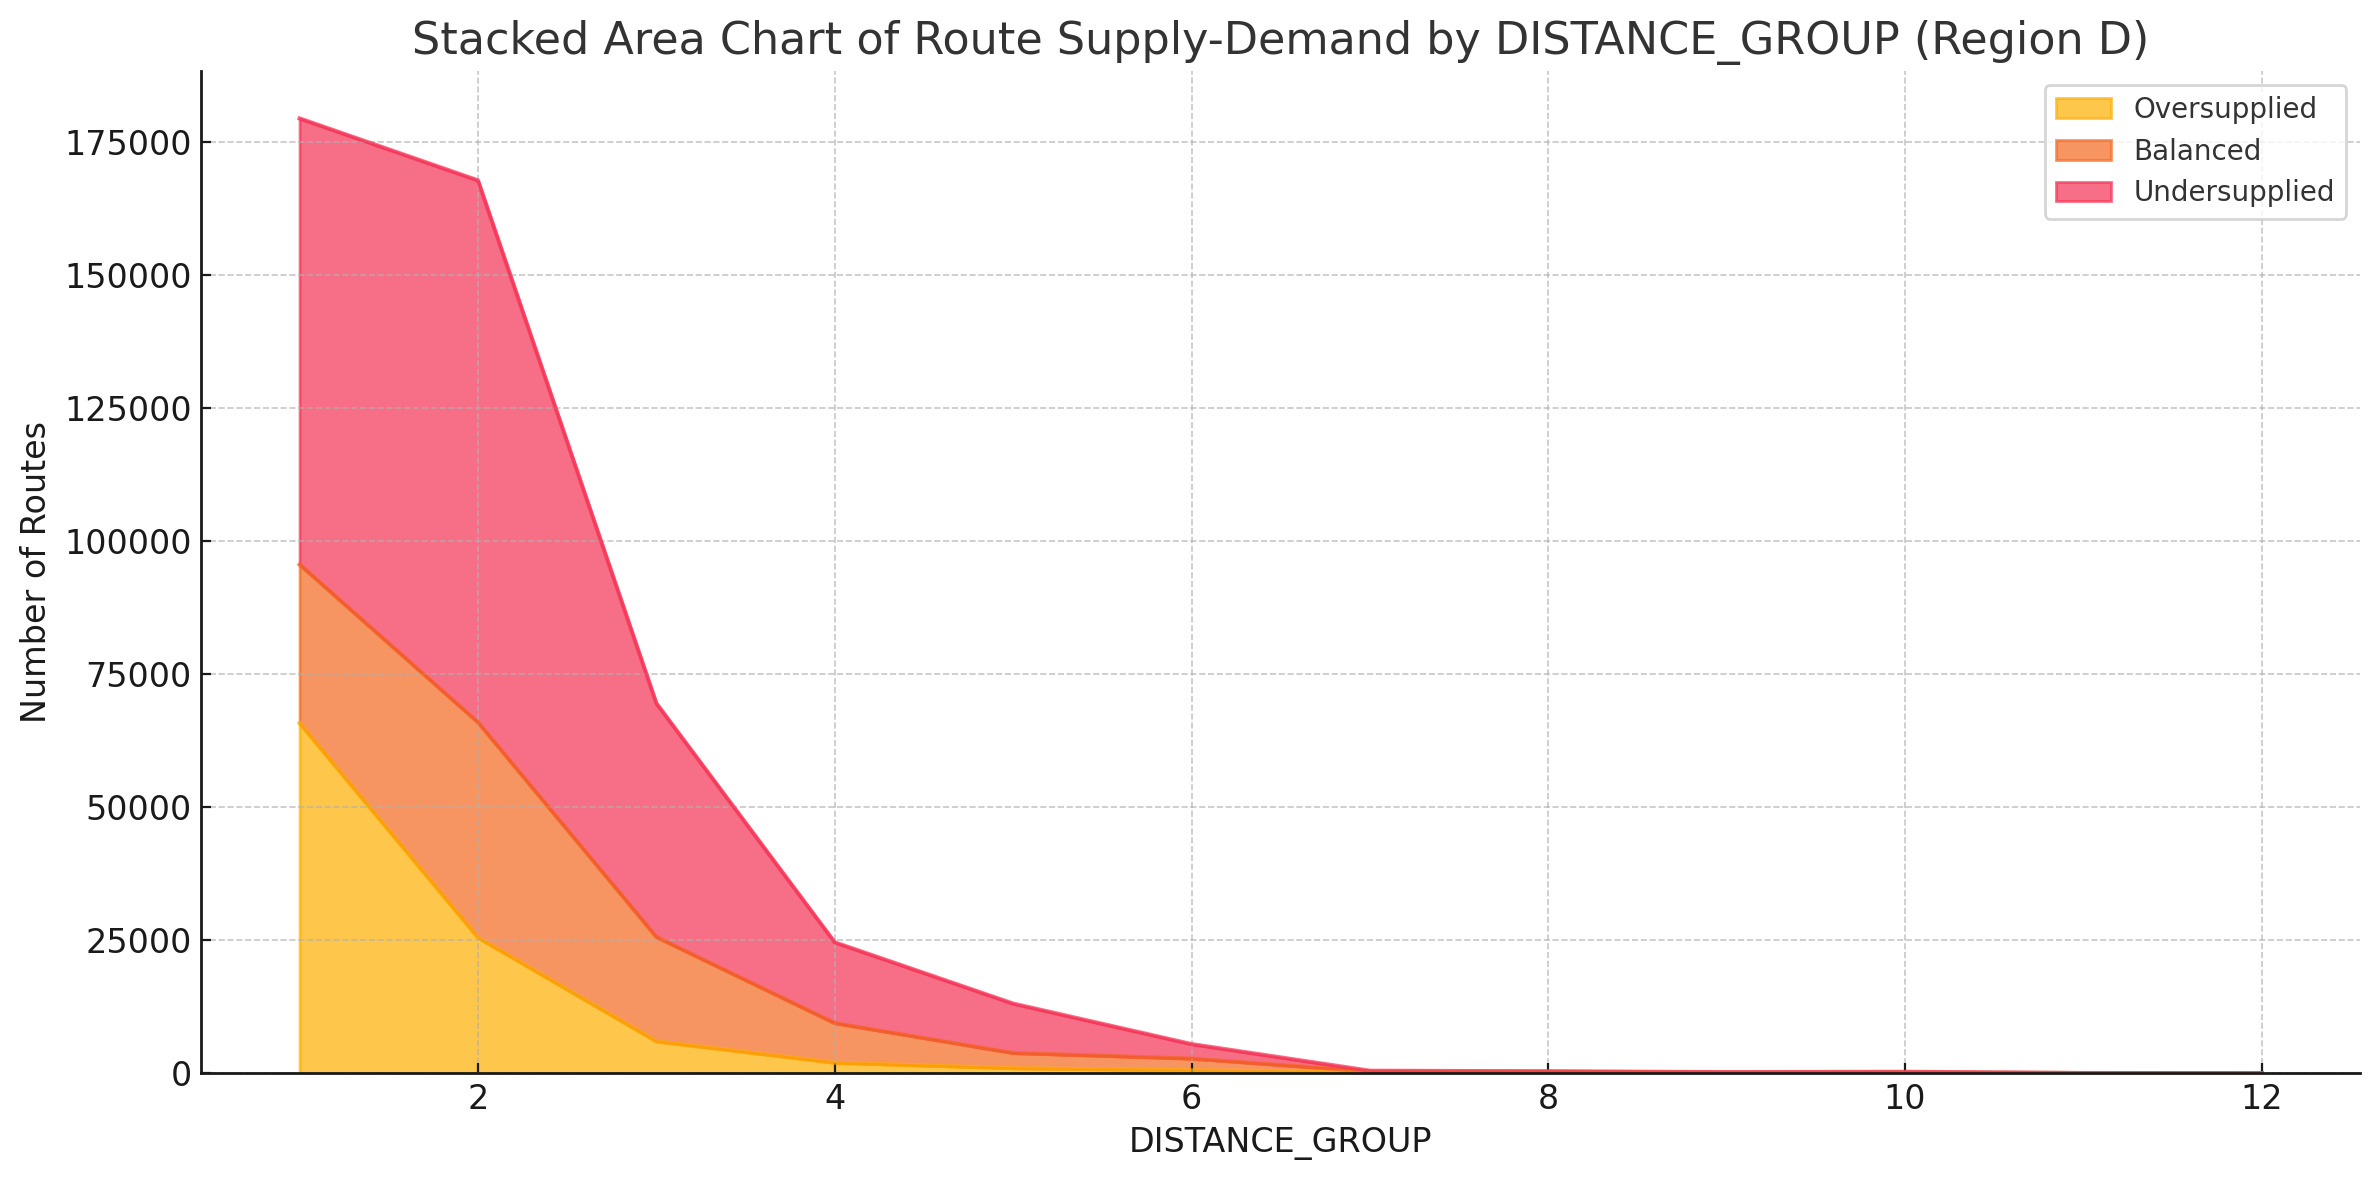 Stacked Area Chart of Route Supply-Demand by DISTANCE_GROUP (Region D)
Oversupplied
Balanced
Undersupplied
Number of Routes
175000
150000
125000
100000
75000
50000
25000
0
2
4
6
8
10
12
DISTANCE_GROUP